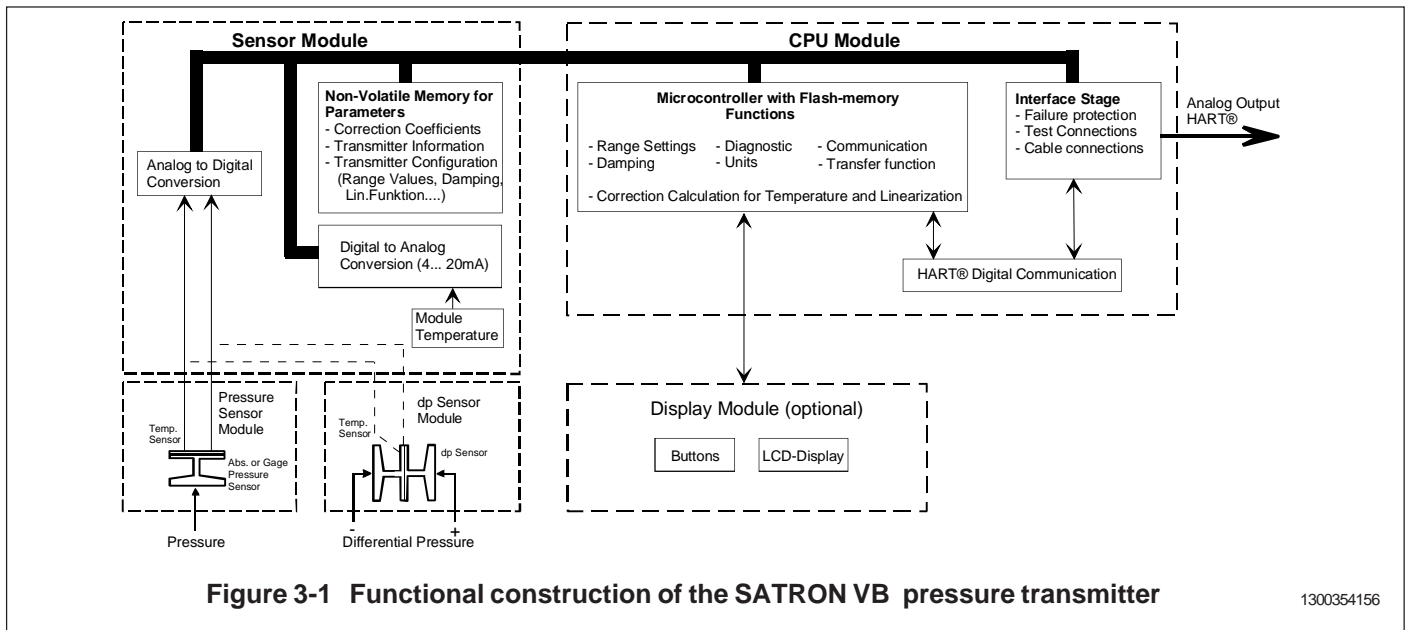 Sensor Module
Non-Volatile Memory for
Parameters
- Correction Coefficients
- Transmitter Information
- Transmitter Configuration
(Range Values, Damping,
Lin.Funktion....)
Analog to Digital
Conversion
Digital to Analog
Conversion (4... 20mA)
Module
Temperature
CPU Module
Microcontroller with Flash-memory
Functions
- Range Settings
- Damping
- Diagnostic
- Units
- Communication
- Transfer function
- Correction Calculation for Temperature and Linearization
Interface Stage
- Failure protection
- Test Connections
- Cable connections
Analog Output
HART®
HART® Digital Communication
Pressure
Sensor
Module
Temp.
Sensor
Abs. or Gage
Pressure
Sensor
Pressure
dp Sensor
Module
Temp.
Sensor
dp Sensor
-
+
Differential Pressure
Display Module (optional)
Buttons
LCD-Display
Figure 3-1 Functional construction of the SATRON VB pressure transmitter
1300354156